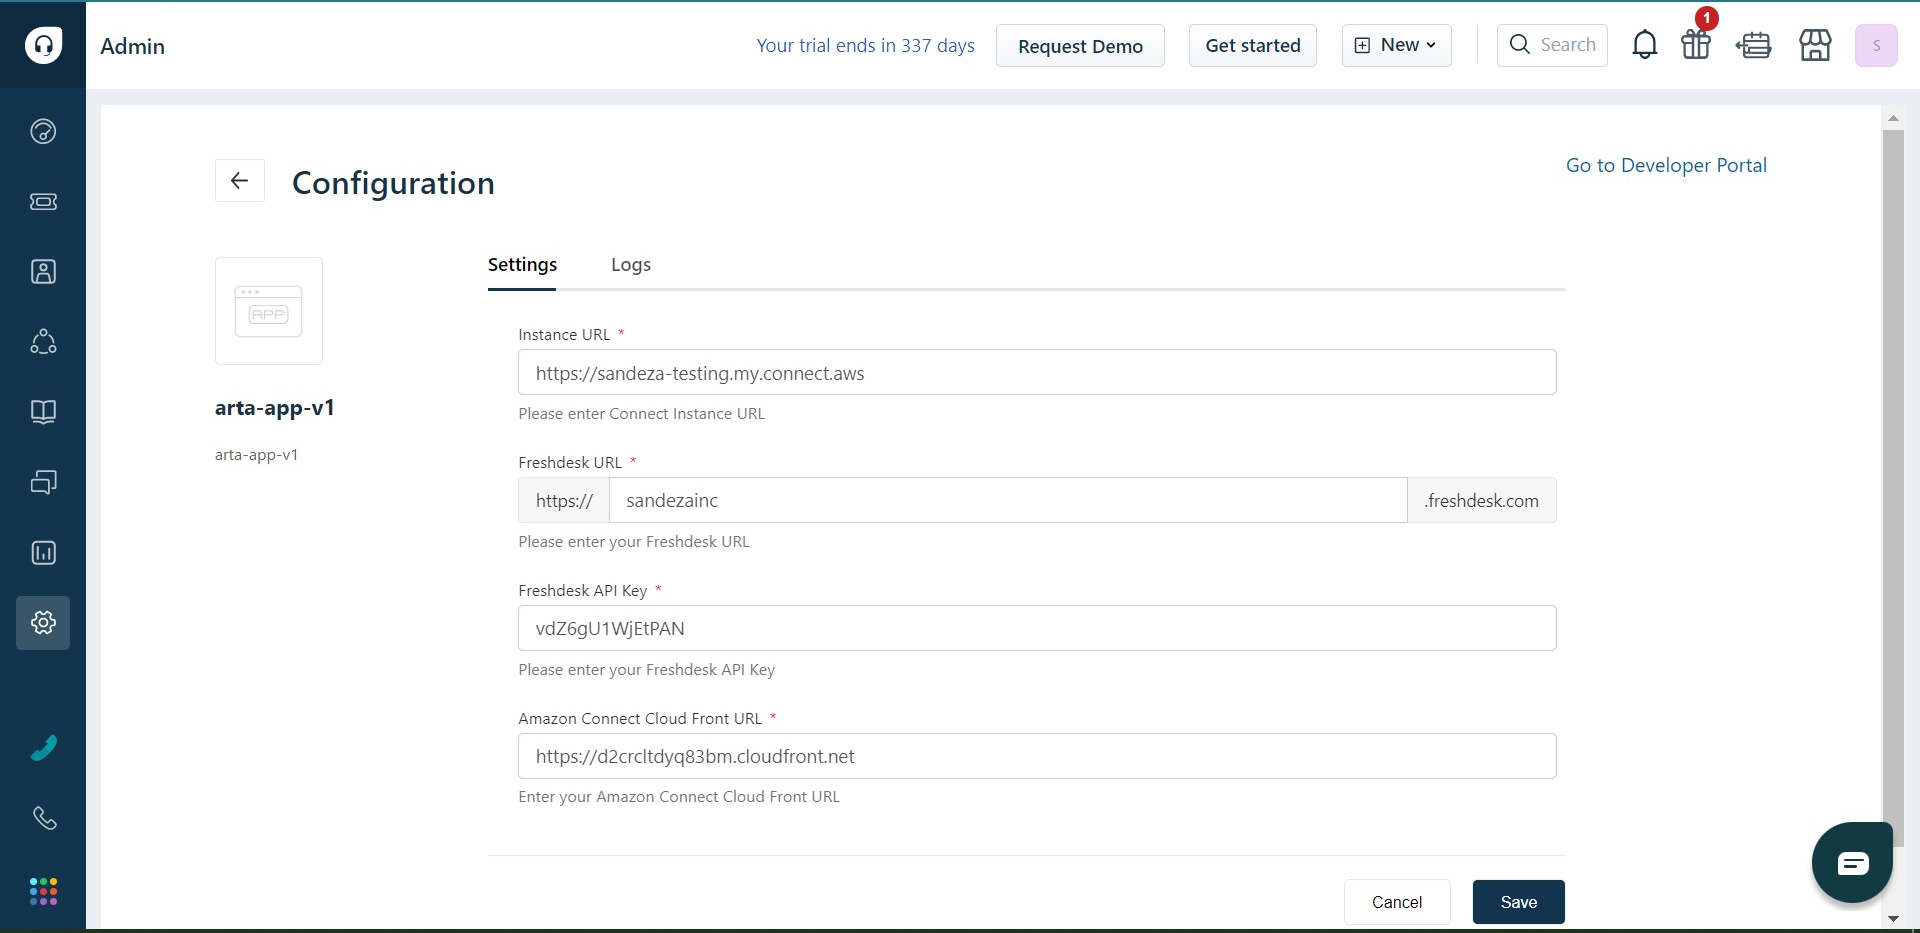 Admin
Your trial ends in 337 days
Request Demo
Get started
New
Search
1
S
Configuration
Go to Developer Portal
APP
arta-app-v1
arta-app-v1
Settings
Logs
Instance URL *
https://sandeza-testing.my.connect.aws
Please enter Connect Instance URL
Freshdesk URL *
https:// sandezainc .freshdesk.com
Please enter your Freshdesk URL
Freshdesk API Key *
vdZ6gU1WjEtPAN
Please enter your Freshdesk API Key
Amazon Connect Cloud Front URL *
https://d2crcltdyq83bm.cloudfront.net
Enter your Amazon Connect Cloud Front URL
Cancel
Save